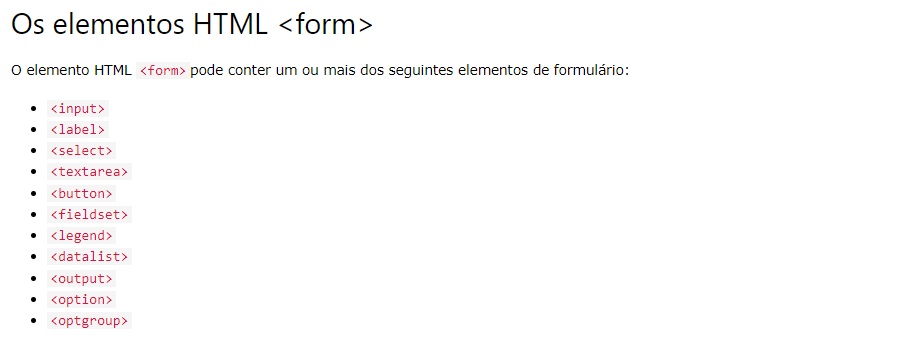 Os elementos HTML <form>
O elemento HTML <form> pode conter um ou mais dos seguintes elementos de formulário:
<input>
<label>
<select>
<textarea>
<button>
<fieldset>
<legend>
<datalist>
<output>
<option>
<optgroup>